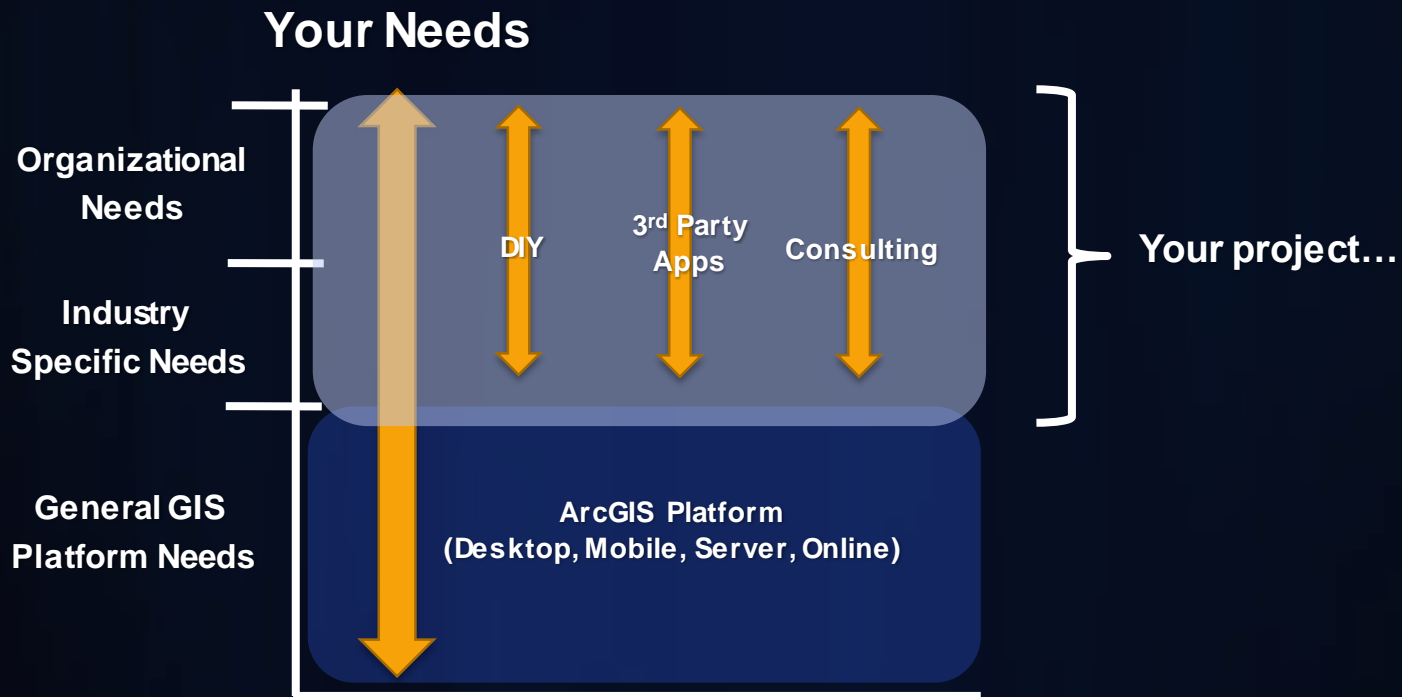 Your Needs
Organizational
Needs
Industry
Specific Needs
General GIS
Platform Needs
DIY
3rd Party
Apps
Consulting
Your project…
ArcGIS Platform
(Desktop, Mobile, Server, Online)